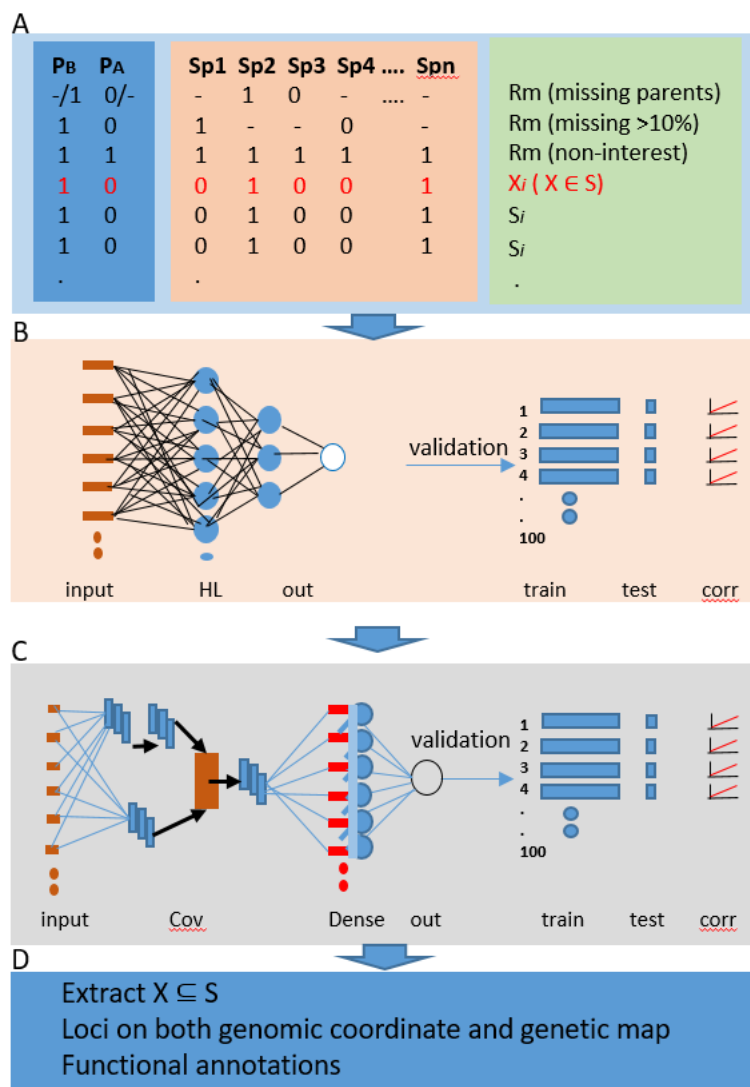 A
PB PA Sp1 Sp2 Sp3 Sp4 .... Spn
-/1 0/- - 1 0 - .... - Rm (missing parents)
1 0 1 - - 0 - Rm (missing >10%)
1 1 1 1 1 1 1 Rm (non-interest)
1 0 0 1 0 0 1 Xi ( X ∈ S)
1 0 0 1 0 0 1 Si
1 0 0 1 0 0 1 Si
. . .
B
validation
1
2
3
4
.
.
100
input HL out train test corr
C
validation
1
2
3
4
.
.
100
input Cov Dense out train test corr
D
Extract X ⊆ S
Loci on both genomic coordinate and genetic map
Functional annotations